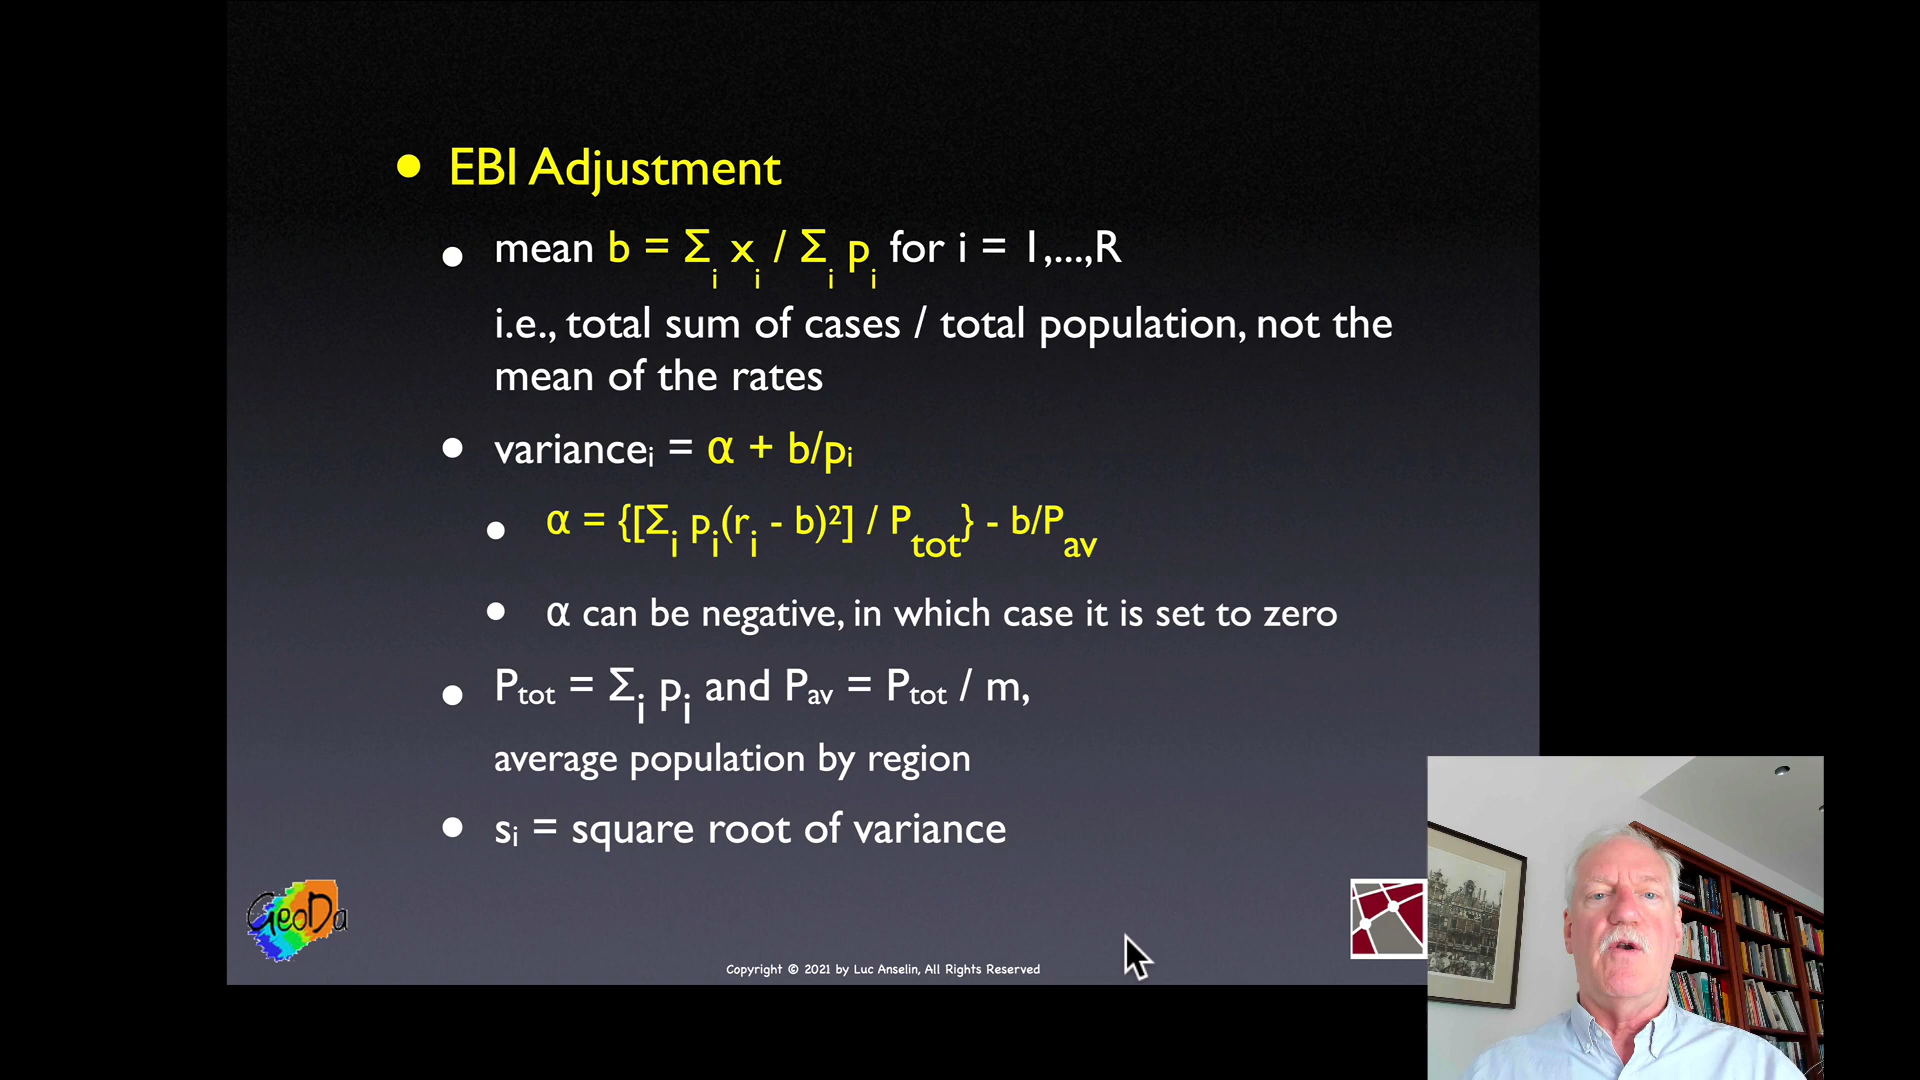 EBI Adjustment
mean b = Σi xi / Σi pi for i = 1,...,R
i.e., total sum of cases / total population, not the
mean of the rates
variancei = α + b/pi
α = {[Σi pi(ri - b)²] / Ptot} - b/Pav
α can be negative, in which case it is set to zero
Ptot = Σi pi and Pav = Ptot / m,
average population by region
si = square root of variance
GeoDa
Copyright © 2021 by Luc Anselin, All Rights Reserved